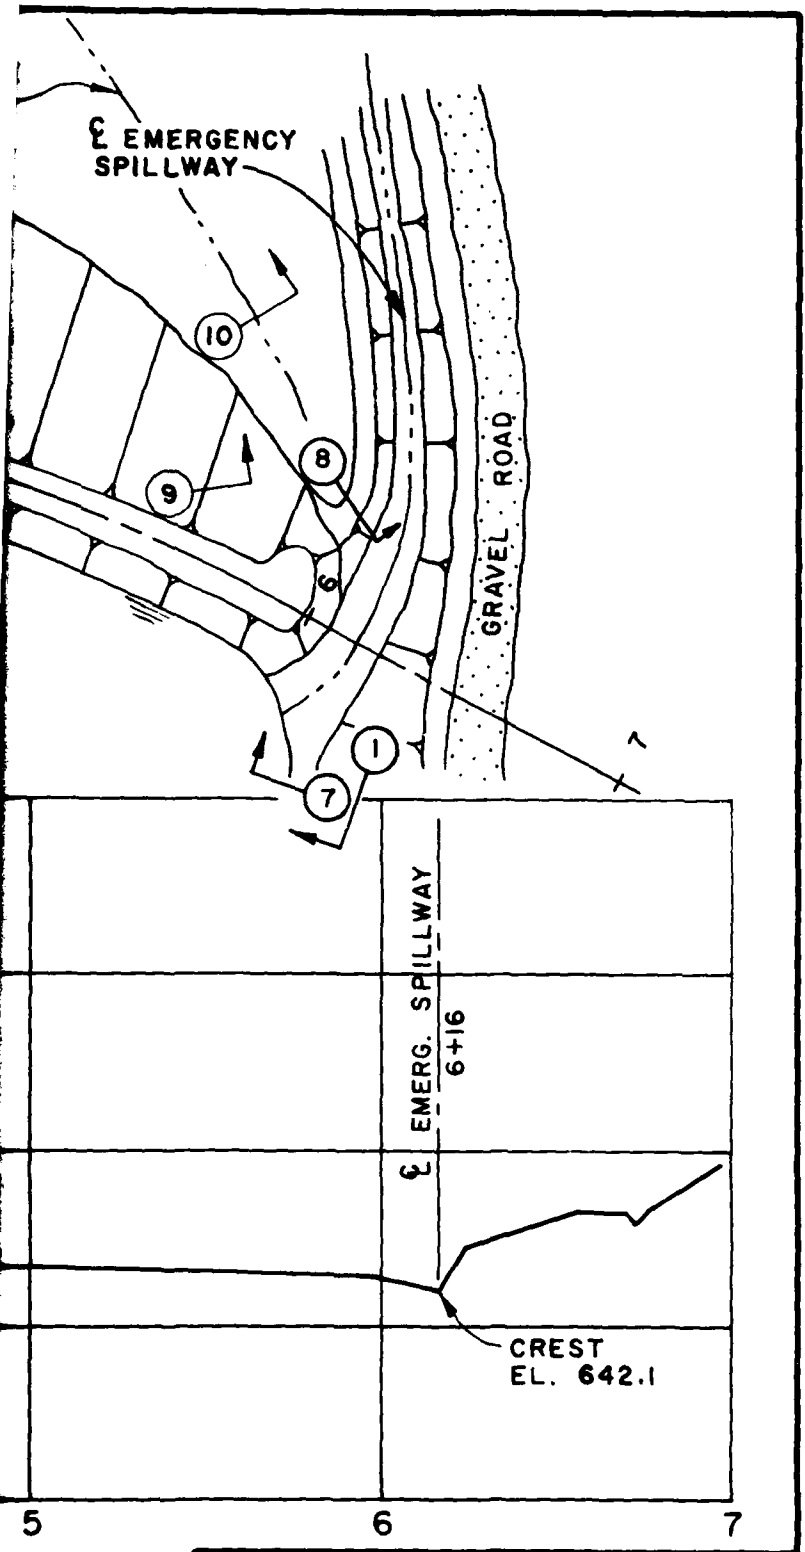 ℄ EMERGENCY
SPILLWAY
10
8
9
6
GRAVEL ROAD
1
7
7
℄ EMERG. SPILLWAY
6+16
CREST
EL. 642.1
5 6 7